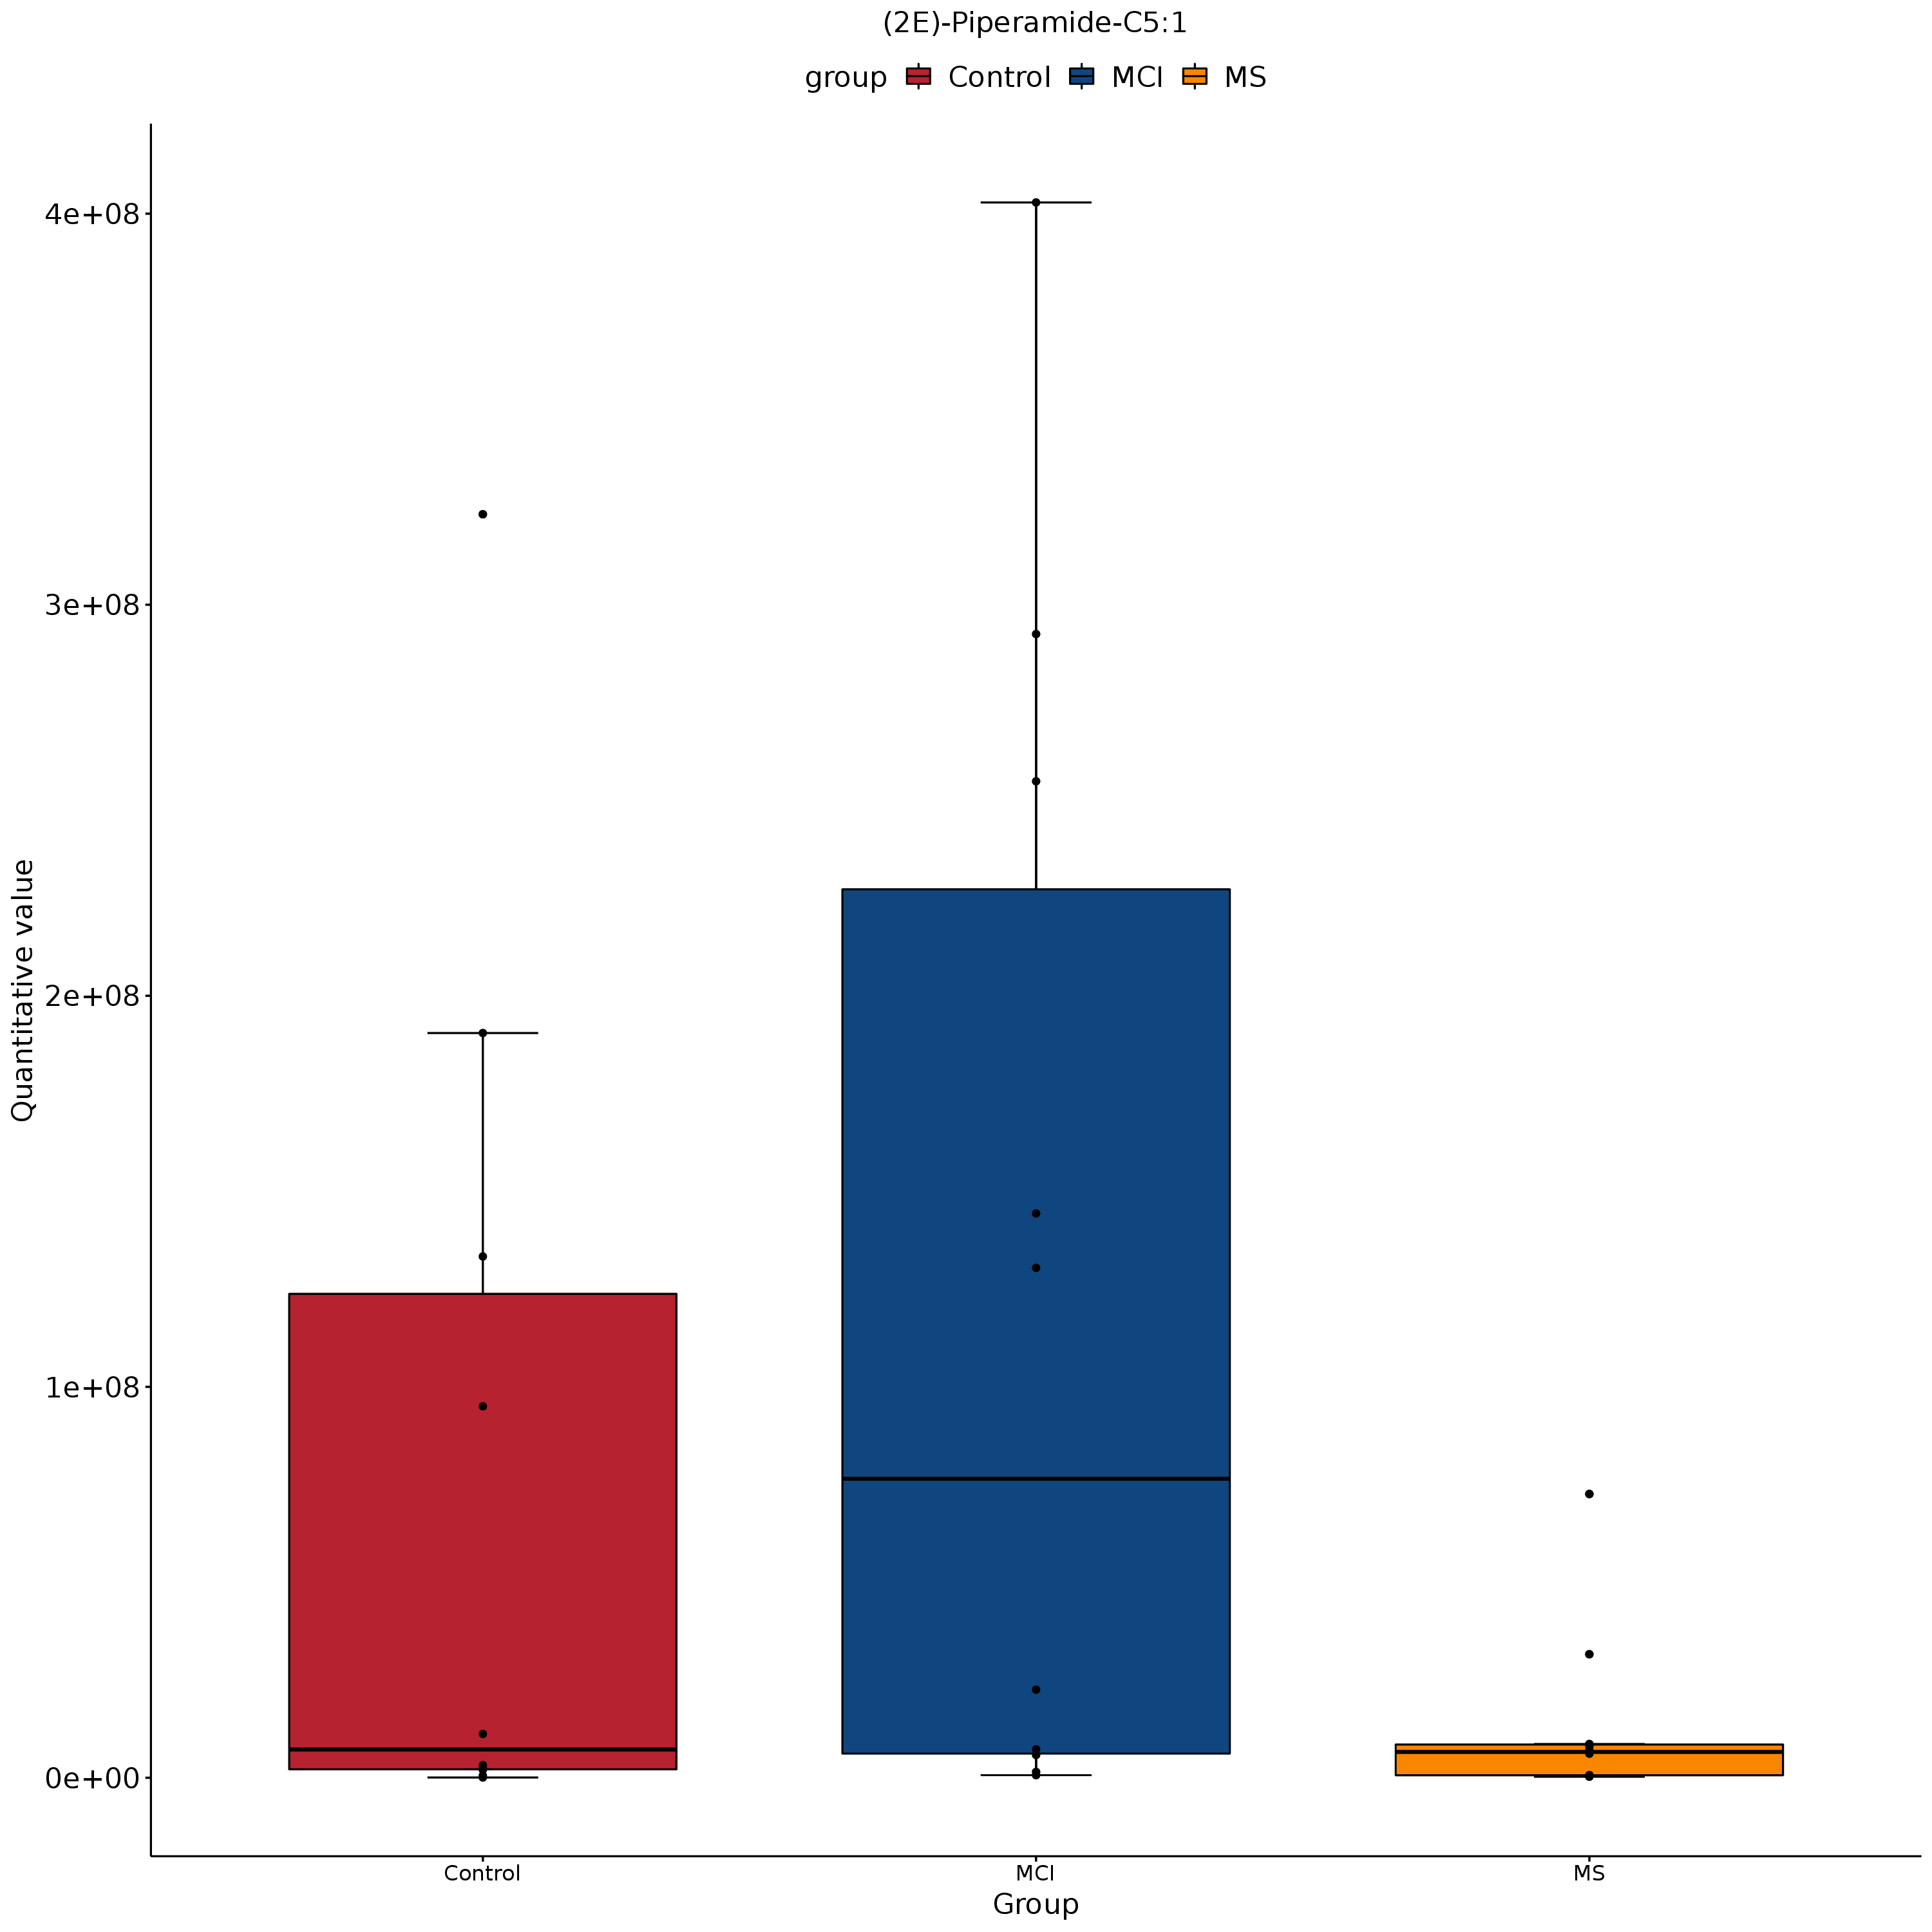 (2E)-Piperamide-C5:1
group Control MCI MS
Quantitative value
4e+08
3e+08
2e+08
1e+08
0e+00
Control MCI MS
Group